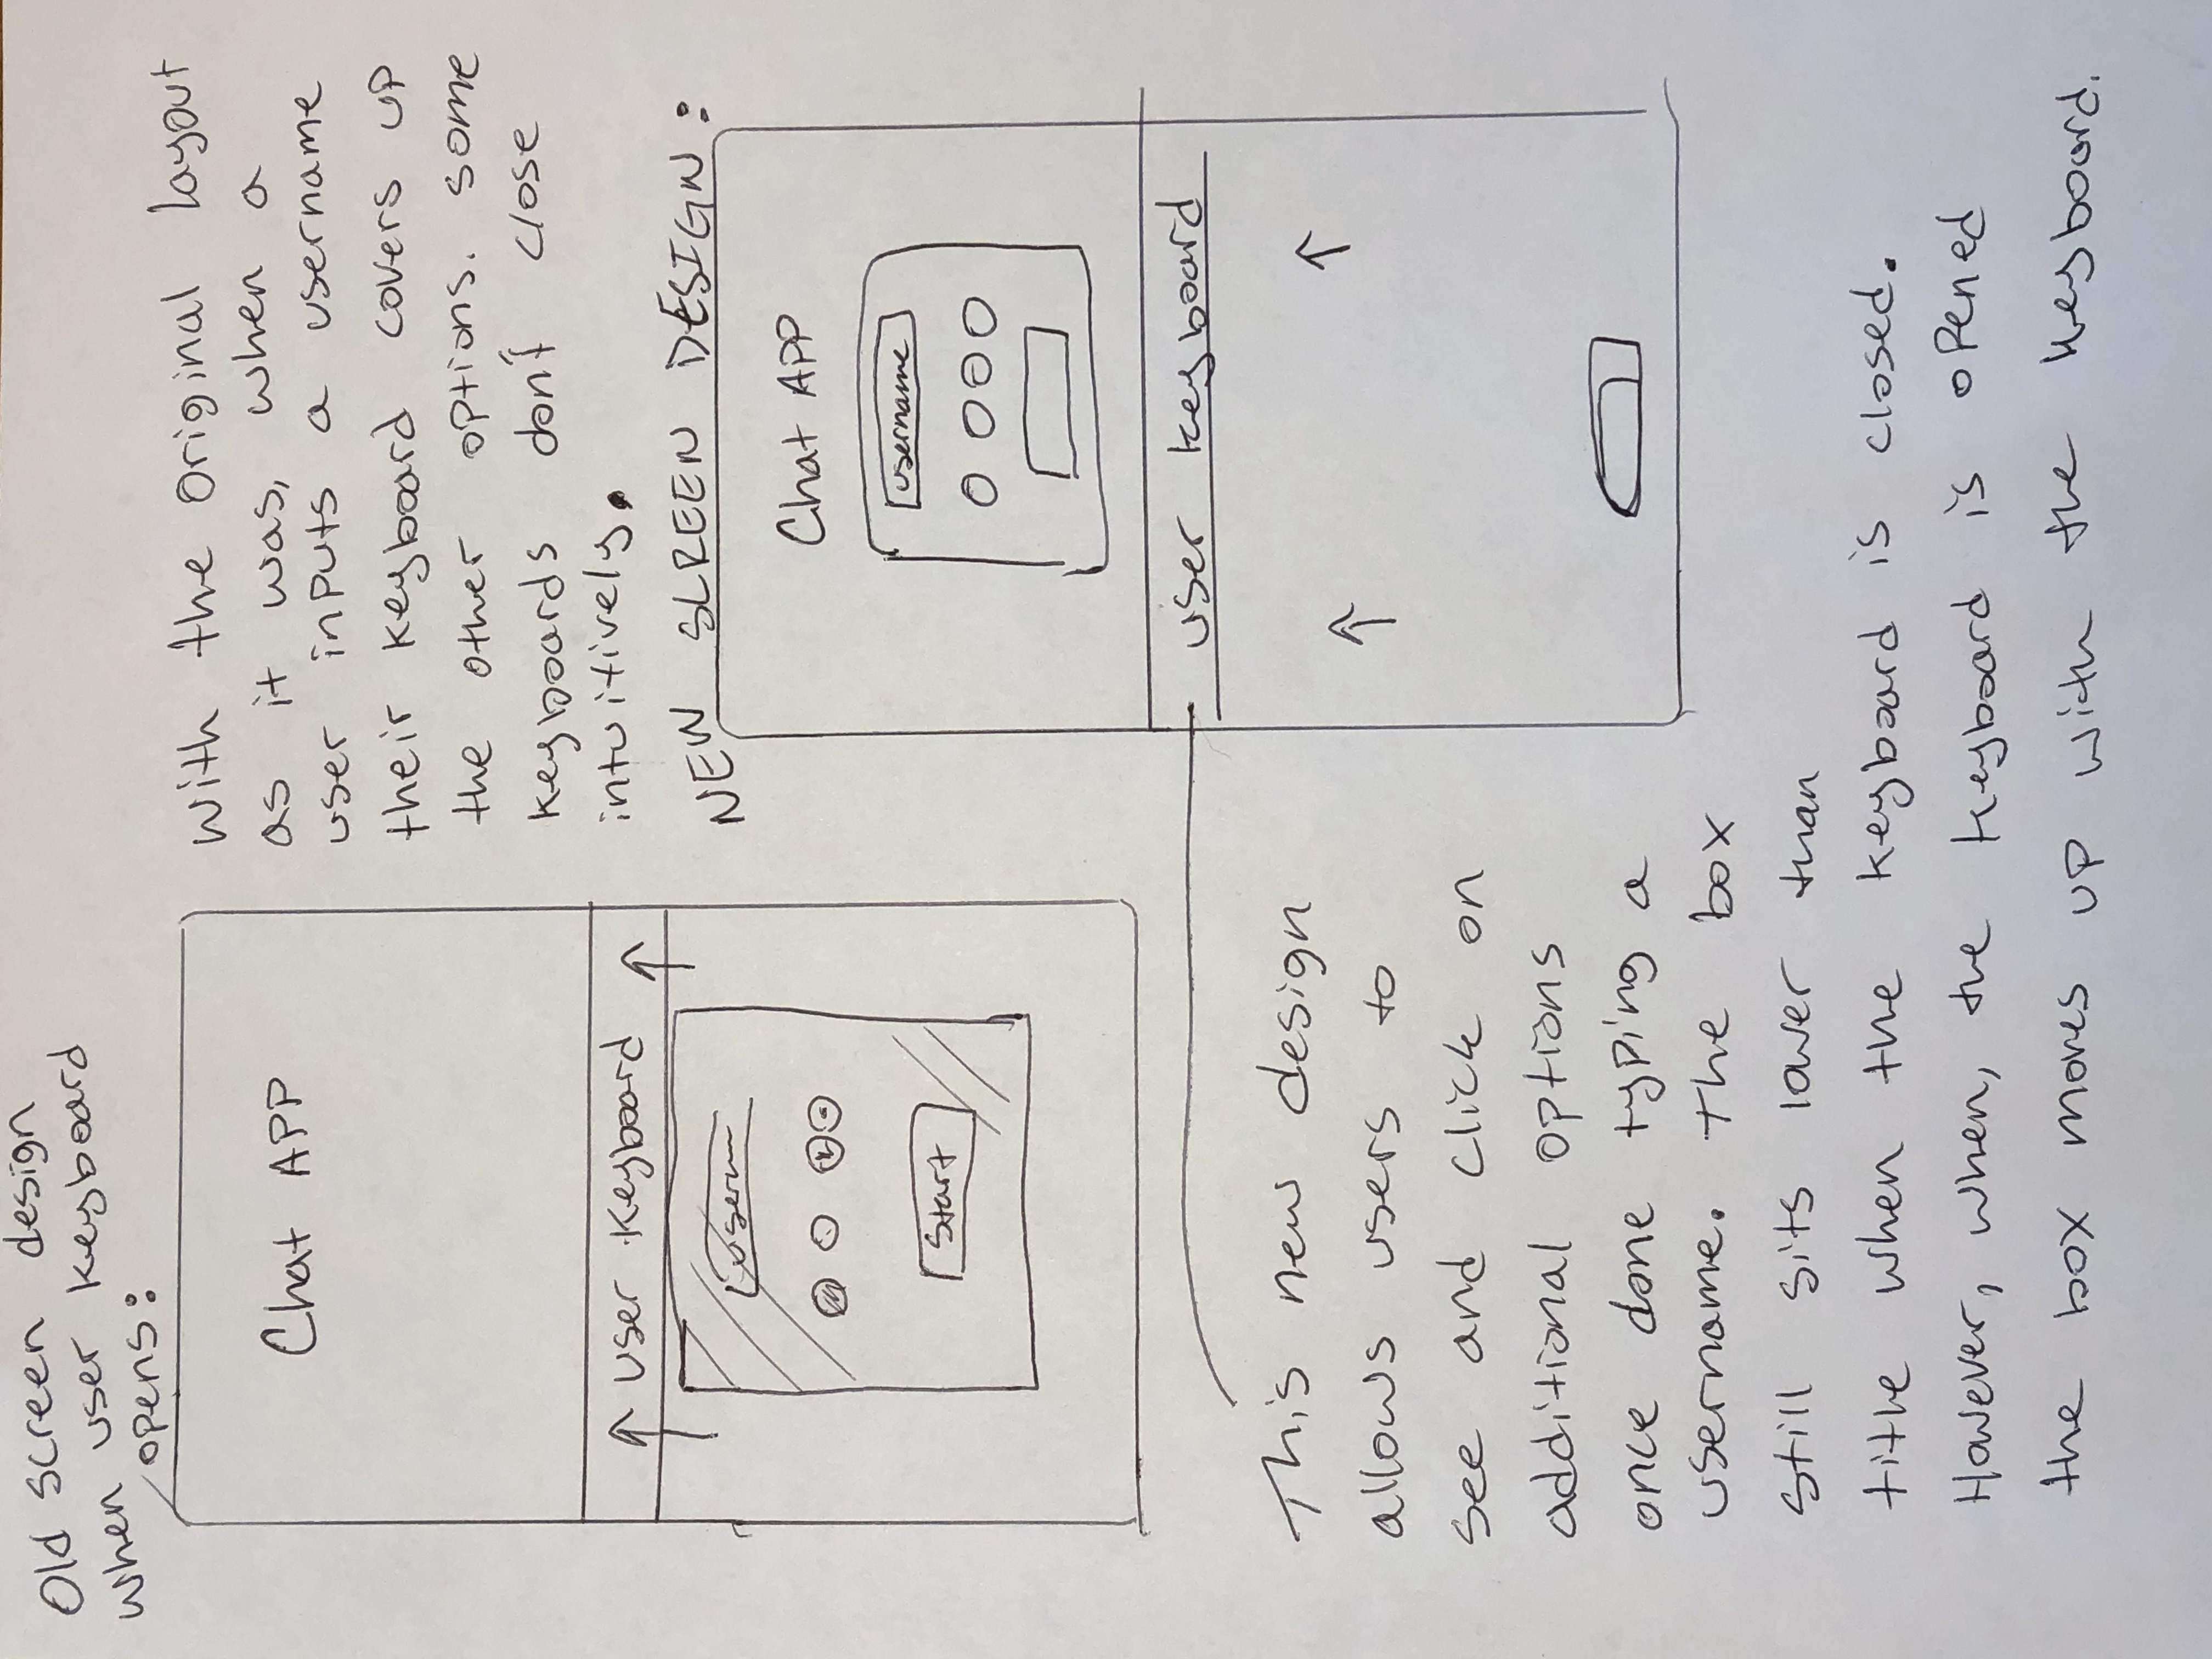 Old screen design
when user keyboard
opens:
Chat APP
User Keyboard
Start
With the original layout
as it was, when a
user inputs a username
their keyboard covers up
the other options. some
keyboards don't close
intuitively.
NEW SCREEN DESIGN:
Chat APP
username
user keyboard
This new design
allows users to
see and click on
additional options
once done typing a
username. the box
still sits lower than
title when the keyboard is closed.
However, when, the keyboard is opened
the box moves up with the keyboard.